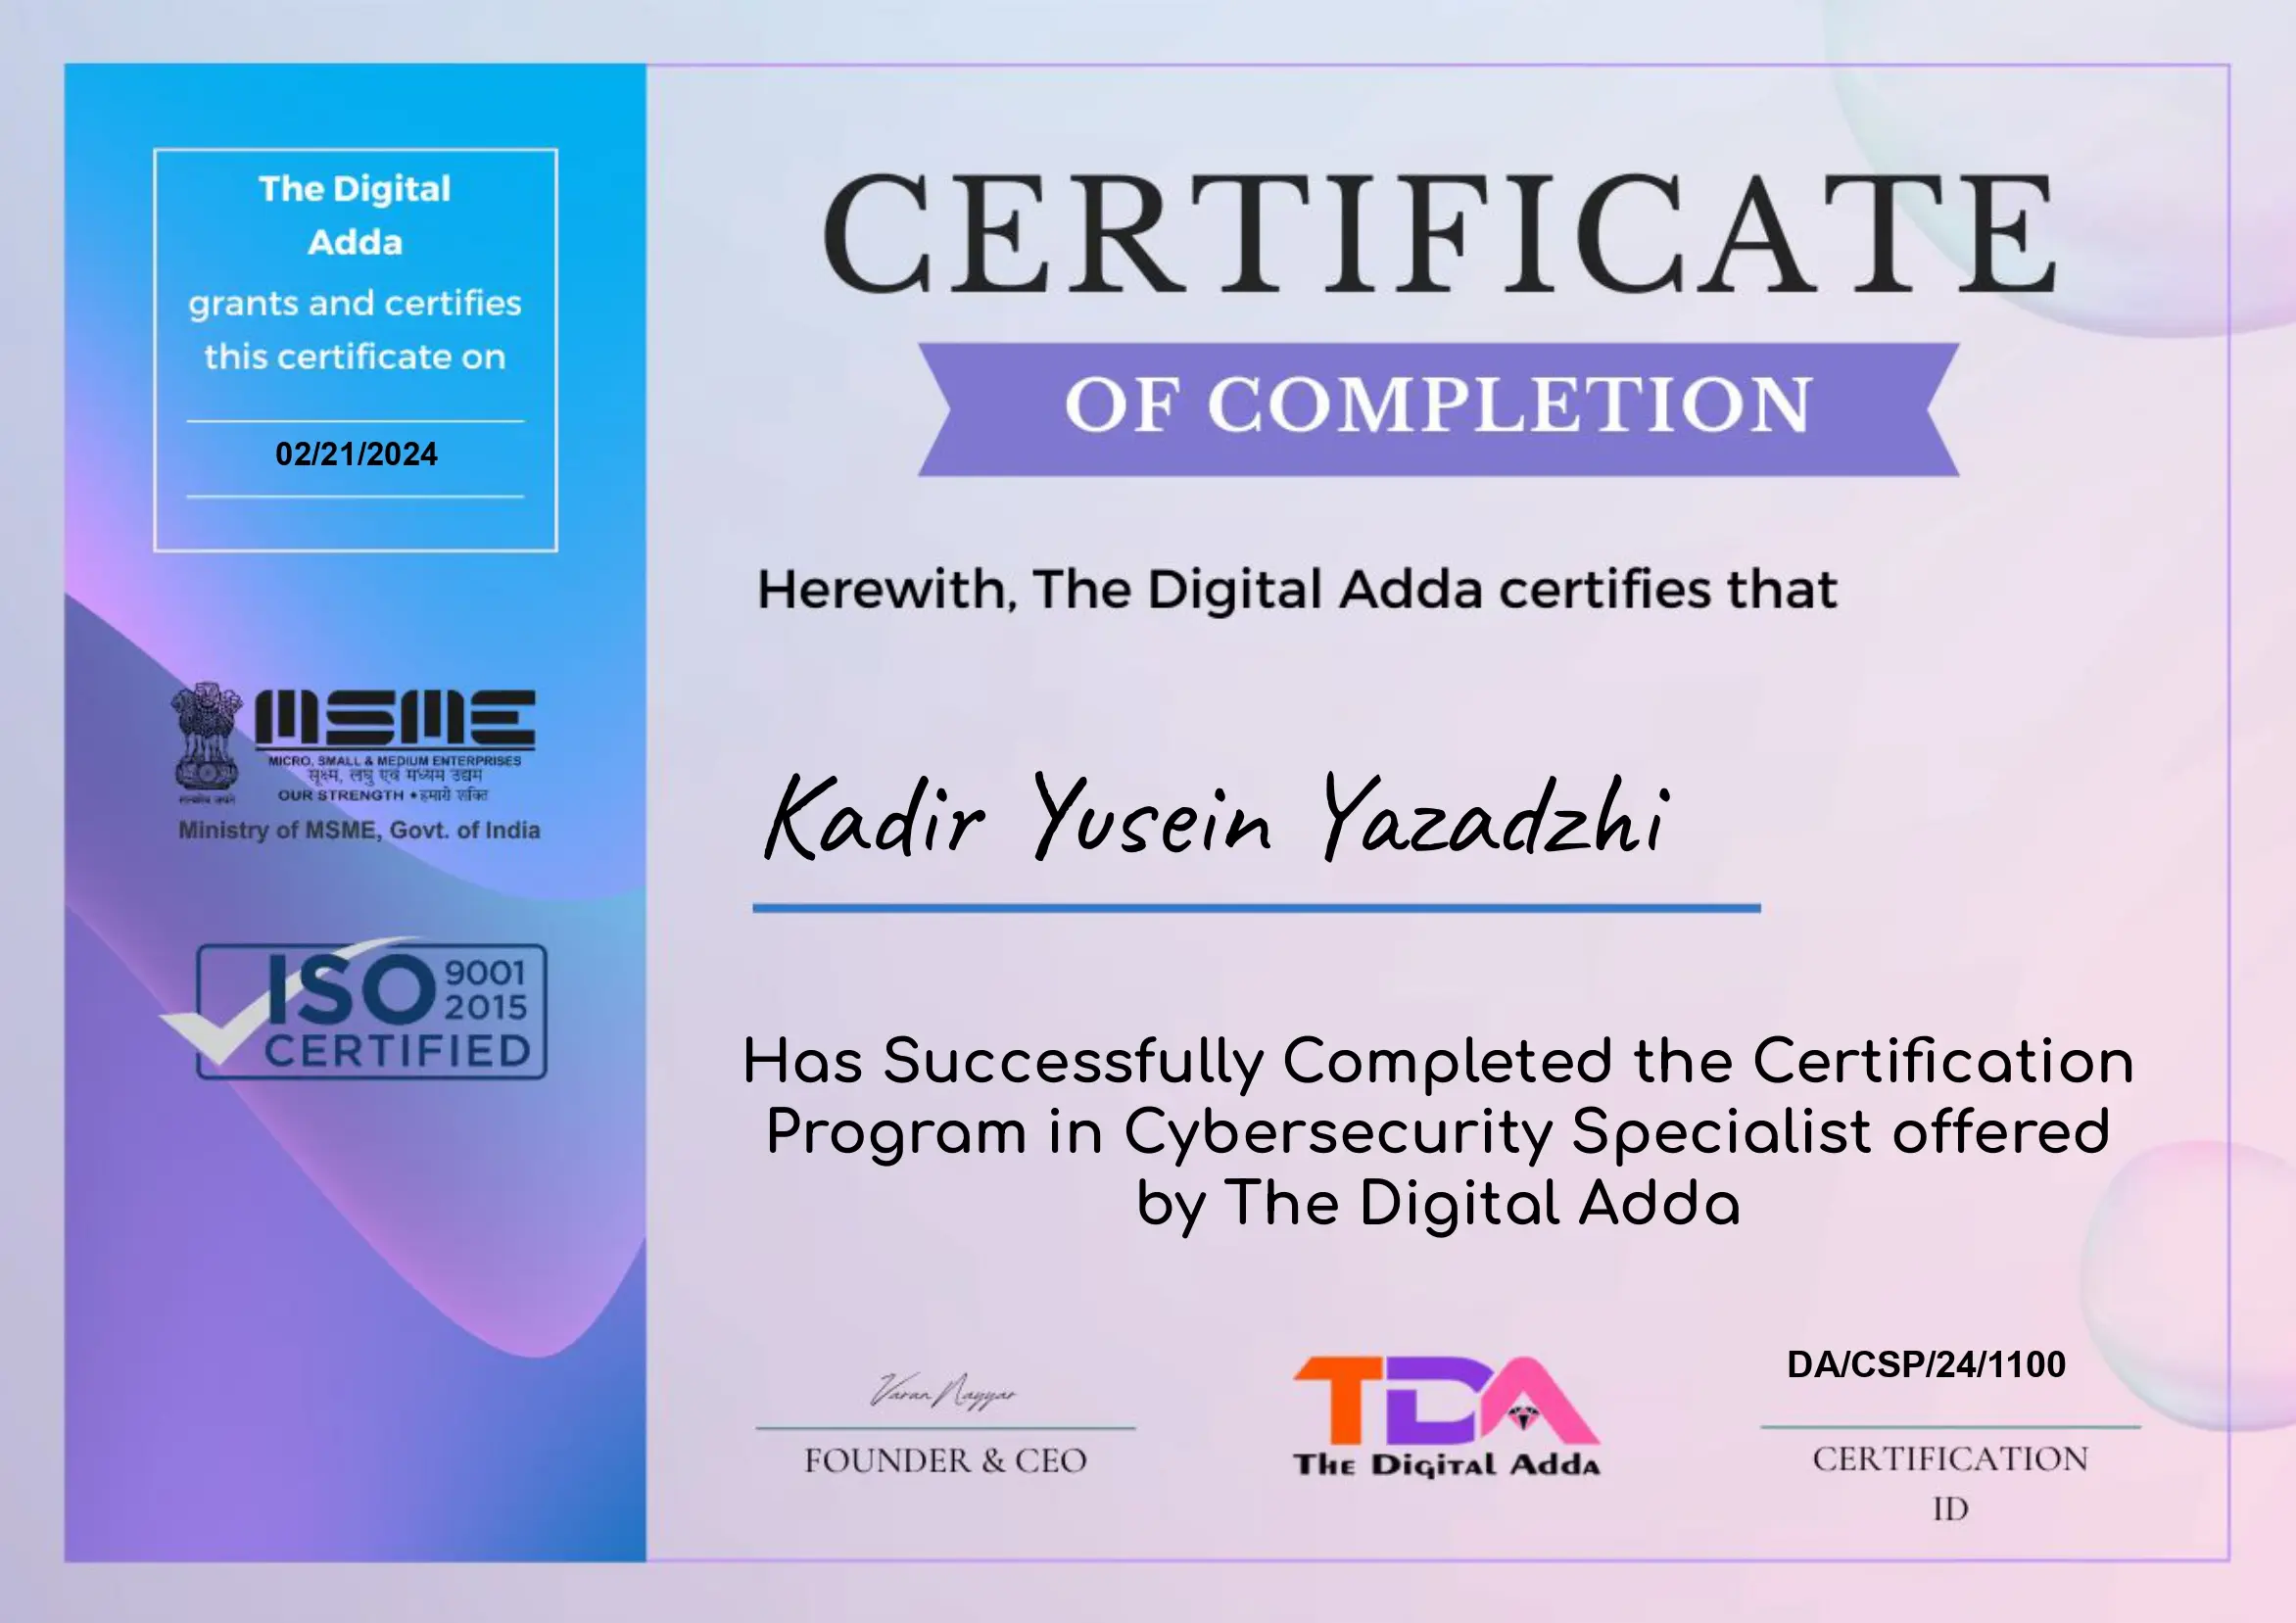 The Digital
Adda
grants and certifies
this certificate on
02/21/2024
MSME
MICRO, SMALL & MEDIUM ENTERPRISES
सूक्ष्म, लघु एवं मध्यम उद्यम
OUR STRENGTH • हमारी शक्ति
सत्यमेव जयते
Ministry of MSME, Govt. of India
ISO 9001
2015
CERTIFIED
CERTIFICATE
OF COMPLETION
Herewith, The Digital Adda certifies that
Kadir Yusein Yazadzhi
Has Successfully Completed the Certification
Program in Cybersecurity Specialist offered
by The Digital Adda
Varan Nayyar
FOUNDER & CEO
TDA
The Digital Adda
DA/CSP/24/1100
CERTIFICATION
ID